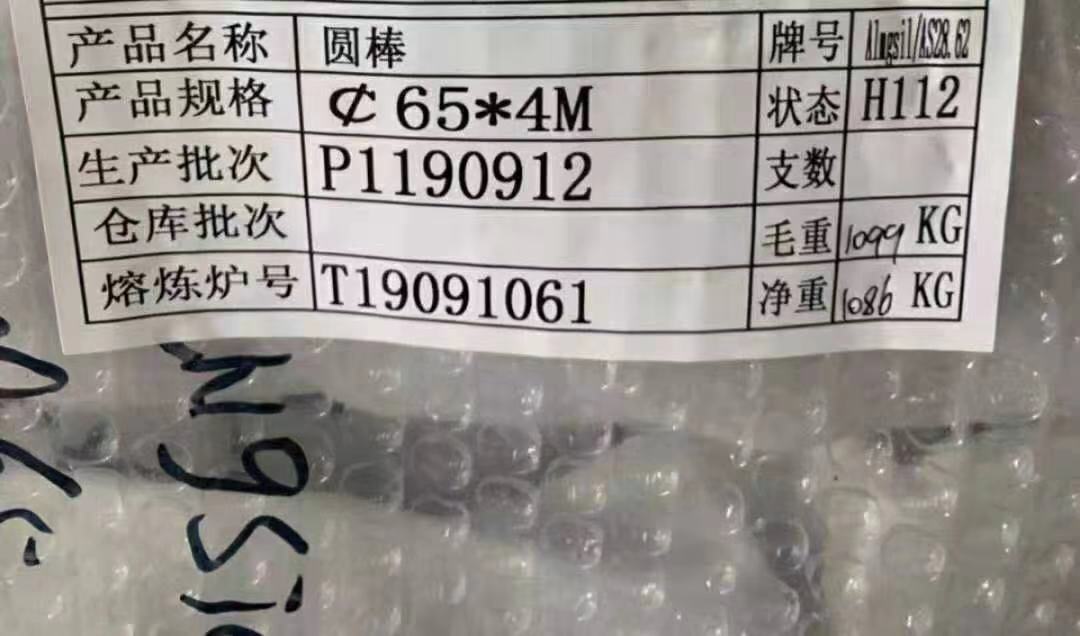 产品名称 圆棒 牌号 Almgsil/AS28.62
产品规格 ¢ 65*4M 状态 H112
生产批次 P1190912 支数
仓库批次 毛重 1099 KG
熔炼炉号 T19091061 净重 1086 KG
MgSi